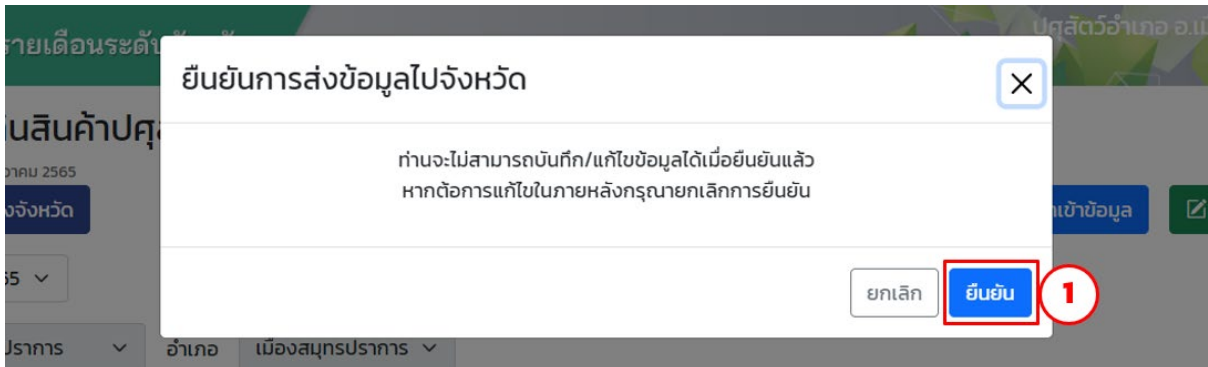 รายเดือนระดับ
ปศุสัตว์อำเภอ อ.เมื
ยืนยันการส่งข้อมูลไปจังหวัด
นสินค้าปศุส
าคม 2565
ท่านจะไม่สามารถบันทึก/แก้ไขข้อมูลได้เมื่อยืนยันแล้ว
หากต้องการแก้ไขในภายหลังกรุณายกเลิกการยืนยัน
งจังหวัด
เข้าข้อมูล
65
ยกเลิก
ยืนยัน
1
ปราการ
อำเภอ
เมืองสมุทรปราการ